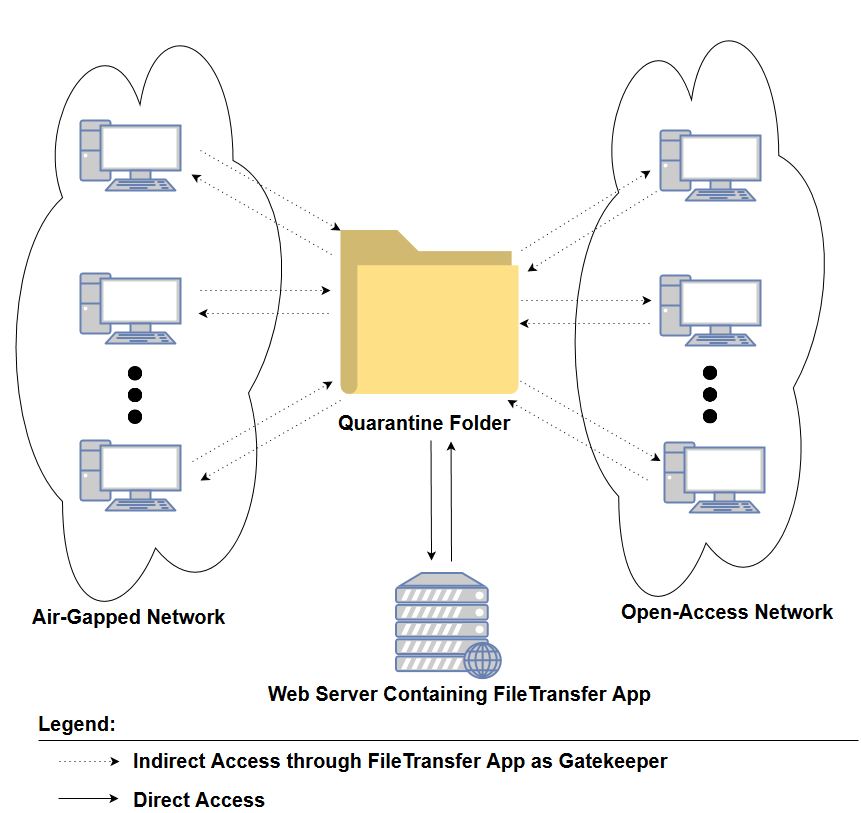 Quarantine Folder
Air-Gapped Network
Open-Access Network
Web Server Containing FileTransfer App
Legend:
Indirect Access through FileTransfer App as Gatekeeper
Direct Access